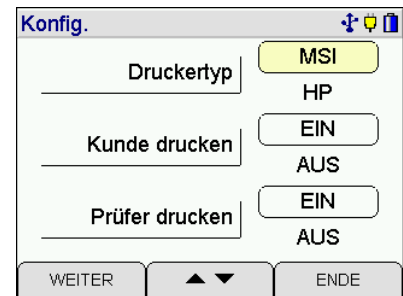 Konfig.
Druckertyp
MSI
HP
Kunde drucken
EIN
AUS
Prüfer drucken
EIN
AUS
WEITER ▲ ▼ ENDE